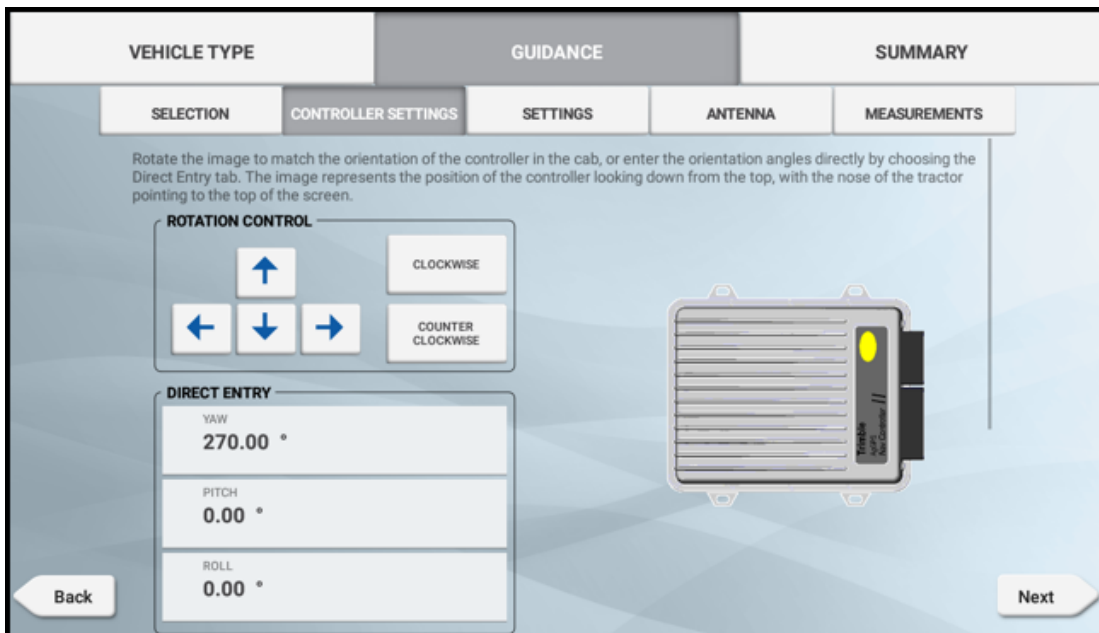 VEHICLE TYPE
GUIDANCE
SUMMARY
SELECTION
CONTROLLER SETTINGS
SETTINGS
ANTENNA
MEASUREMENTS
Rotate the image to match the orientation of the controller in the cab, or enter the orientation angles directly by choosing the
Direct Entry tab. The image represents the position of the controller looking down from the top, with the nose of the tractor
pointing to the top of the screen.
ROTATION CONTROL
CLOCKWISE
COUNTER
CLOCKWISE
DIRECT ENTRY
YAW
270.00 °
PITCH
0.00 °
ROLL
0.00 °
Trimble
AgGPS
Nav Controller II
Back
Next